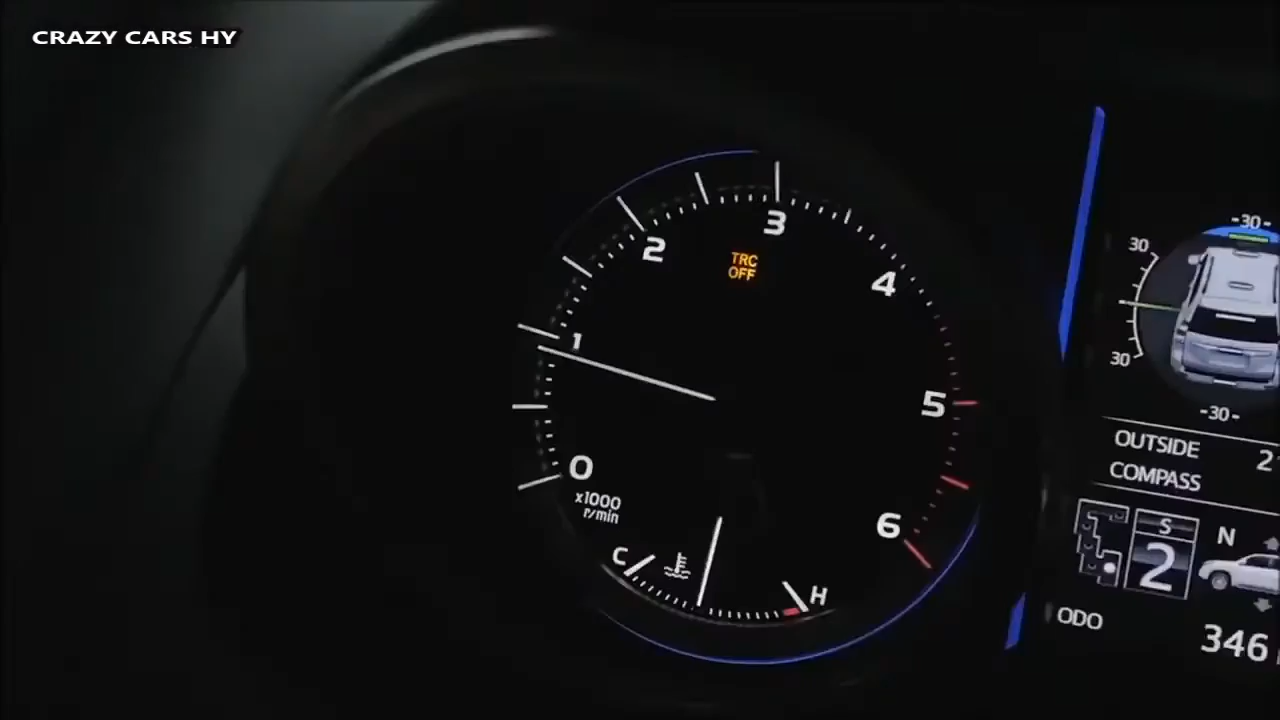 CRAZY CARS HY
3
2
TRC
OFF
4
1
5
0
x1000
r/min
6
C
H
-30-
30
30
-30-
OUTSIDE
COMPASS
S
2
N
ODO
346